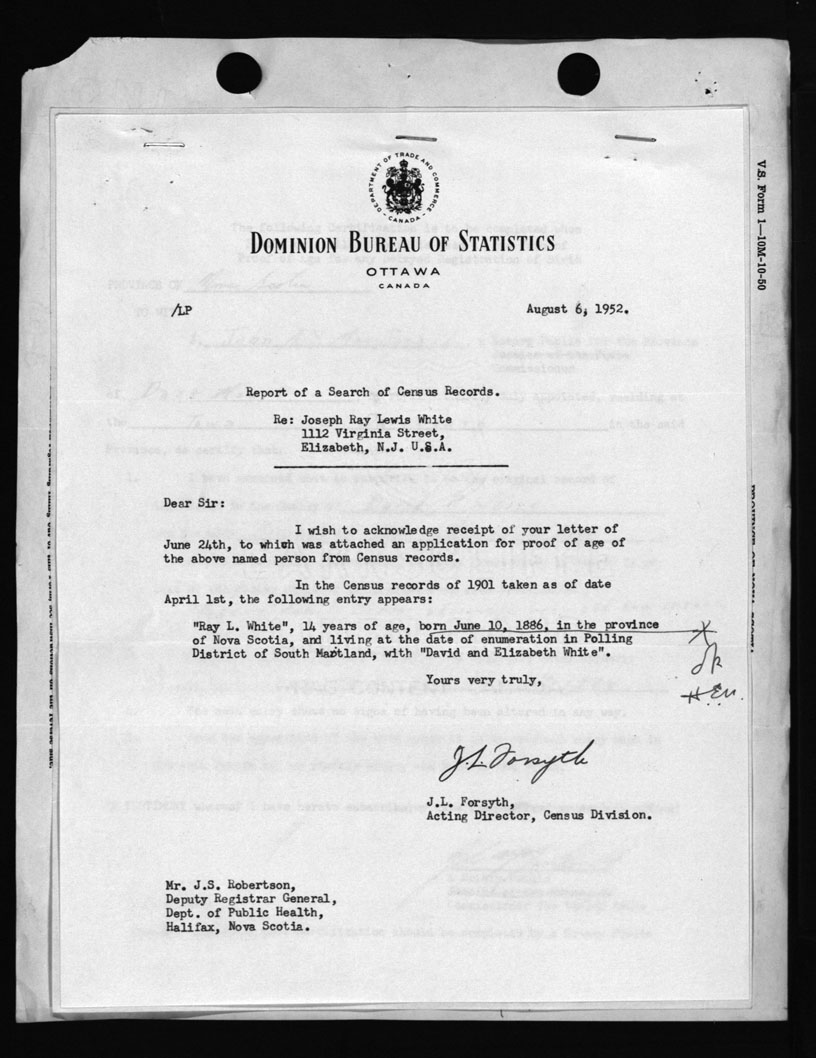 DEPARTMENT OF TRADE AND COMMERCE
CANADA
DOMINION BUREAU OF STATISTICS
OTTAWA
CANADA
/LP
August 6, 1952.
Report of a Search of Census Records.
Re: Joseph Ray Lewis White
1112 Virginia Street,
Elizabeth, N.J. U.S.A.
Dear Sir:
I wish to acknowledge receipt of your letter of
June 24th, to which was attached an application for proof of age of
the above named person from Census records.
In the Census records of 1901 taken as of date
April 1st, the following entry appears:
"Ray L. White", 14 years of age, born June 10, 1886, in the province
of Nova Scotia, and living at the date of enumeration in Polling
District of South Maitland, with "David and Elizabeth White".
Yours very truly,
J.L. Forsyth
J.L. Forsyth,
Acting Director, Census Division.
Mr. J.S. Robertson,
Deputy Registrar General,
Dept. of Public Health,
Halifax, Nova Scotia.
V.S. Form 1—10M-10-50